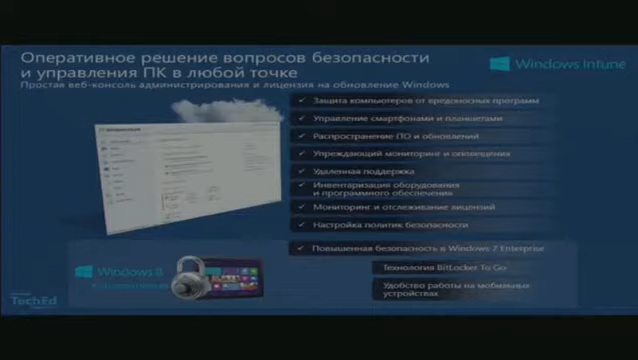 Оперативное решение вопросов безопасности
и управления ПК в любой точке
Простая веб-консоль администрирования и лицензия на обновление Windows
Windows Intune
Защита компьютеров от вредоносных программ
Управление смартфонами и планшетами
Распространение ПО и обновлений
Упреждающий мониторинг и оповещения
Удаленная поддержка
Инвентаризация оборудования
и программного обеспечения
Мониторинг и отслеживание лицензий
Настройка политик безопасности
Повышенная безопасность в Windows 7 Enterprise
Windows 8
Технология BitLocker To Go
Удобство работы на мобильных
устройствах
TechEd